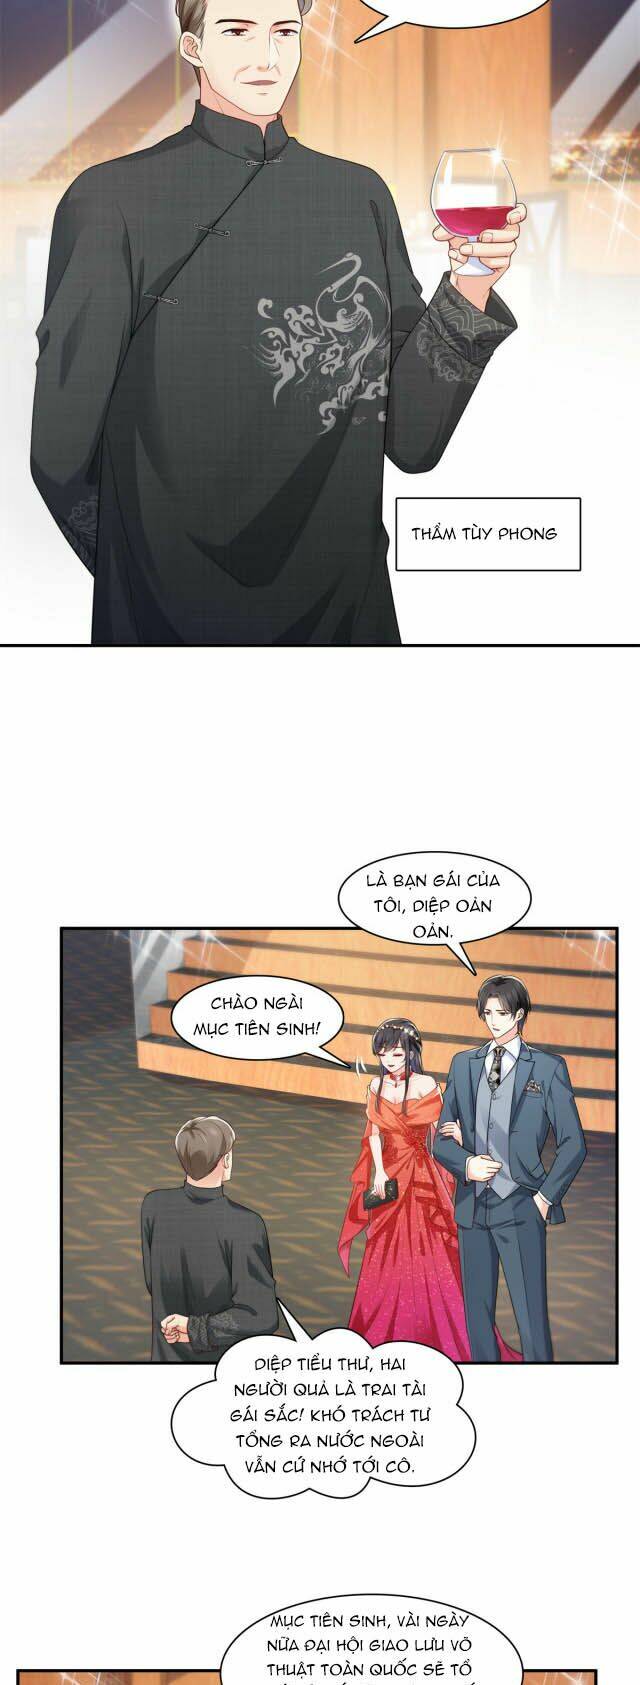 THẨM TÙY PHONG
LÀ BẠN GÁI CỦA
TÔI, DIỆP OẢN
OẢN.
CHÀO NGÀI
MỤC TIÊN SINH!
DIỆP TIỂU THƯ, HAI
NGƯỜI QUẢ LÀ TRAI TÀI
GÁI SẮC! KHÓ TRÁCH TƯ
TỔNG RA NƯỚC NGOÀI
VẪN CỨ NHỚ TỚI CÔ.
MỤC TIÊN SINH, VÀI NGÀY
NỮA ĐẠI HỘI GIAO LƯU VÕ
THUẬT TOÀN QUỐC SẼ TỔ